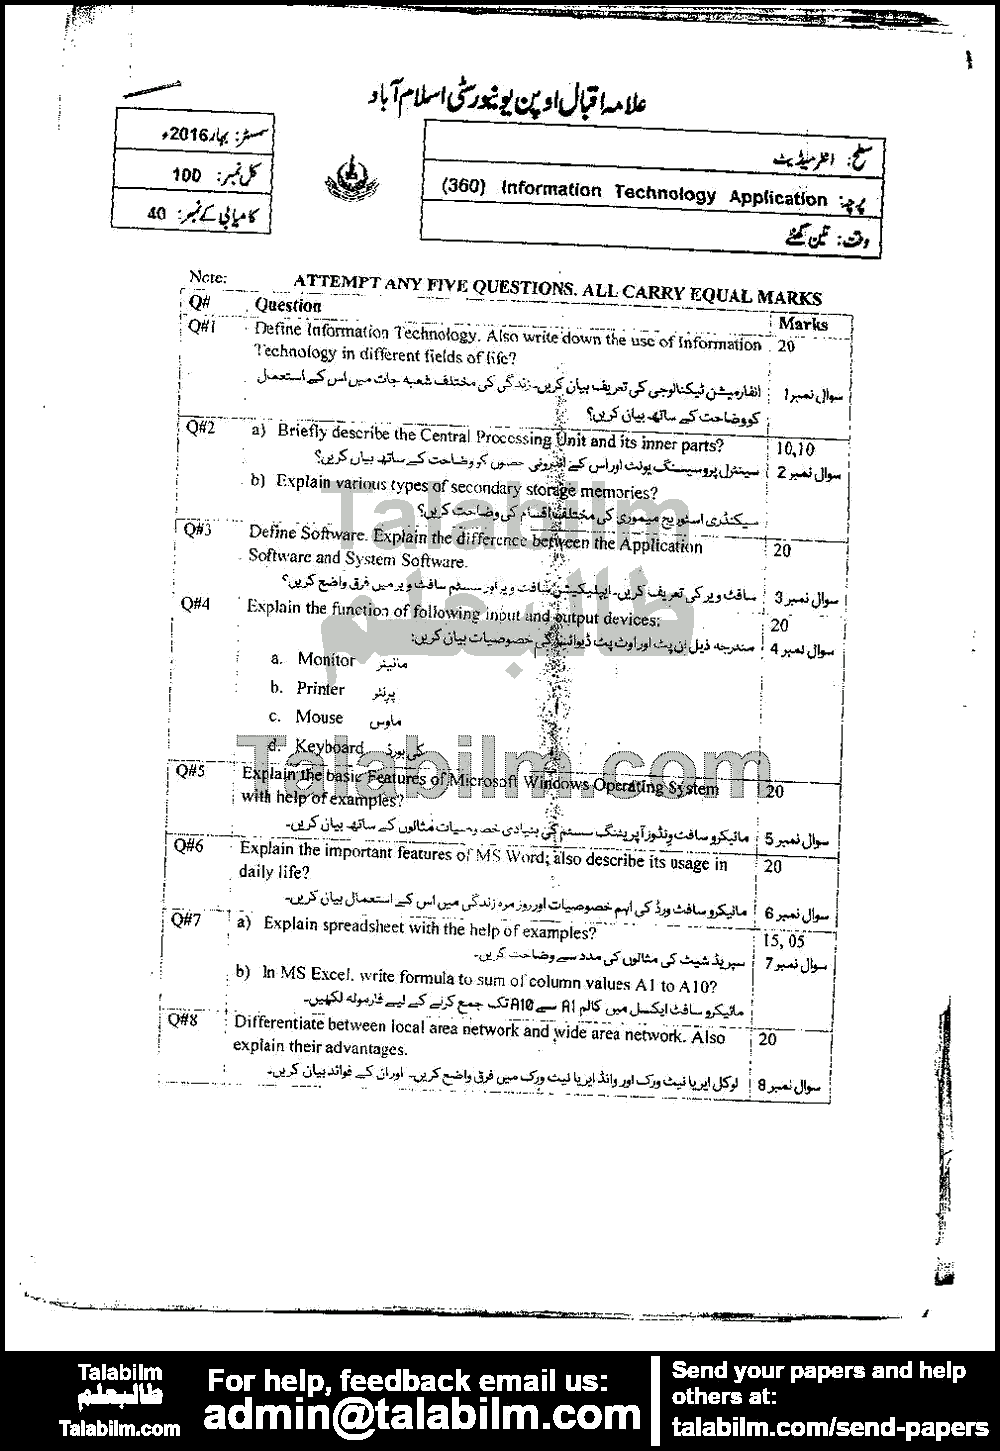 علامہ اقبال اوپن یونیورسٹی اسلام آباد
سطح: انٹرمیڈیٹ
پرچہ: Information Technology Application (360)
وقت: تین گھنٹے
سمسٹر: بہار 2016ء
کل نمبر: 100
کامیابی کے نمبر: 40
Note: ATTEMPT ANY FIVE QUESTIONS. ALL CARRY EQUAL MARKS
Q# Question Marks
Q#1 Define Information Technology. Also write down the use of Information 20
Technology in different fields of life?
سوال نمبر 1 انفارمیشن ٹیکنالوجی کی تعریف بیان کریں۔ زندگی کی مختلف شعبہ جات میں اس کے استعمال
کو وضاحت کے ساتھ بیان کریں؟
Q#2 a) Briefly describe the Central Processing Unit and its inner parts? 10,10
سوال نمبر 2 سینٹرل پروسیسنگ یونٹ اور اس کے اندرونی حصوں کو وضاحت کے ساتھ بیان کریں؟
b) Explain various types of secondary storage memories?
سیکنڈری اسٹوریج میموری کی مختلف اقسام کی وضاحت کریں؟
Q#3 Define Software. Explain the difference between the Application 20
Software and System Software.
سوال نمبر 3 سافٹ ویر کی تعریف کریں۔ ایپلیکیشن سافٹ ویر اور سسٹم سافٹ ویر میں فرق واضع کریں؟
Q#4 Explain the function of following input and output devices: 20
سوال نمبر 4 مندرجہ ذیل ان پٹ اور اوٹ پٹ ڈیوائسز کی خصوصیات بیان کریں:
a. Monitor مانیٹر
b. Printer پرنٹر
c. Mouse ماوس
d. Keyboard کی بورڈ
Q#5 Explain the basic Features of Microsoft Windows Operating System 20
with help of examples?
سوال نمبر 5 مائیکرو سافٹ ونڈوز آپریٹنگ سسٹم کی بنیادی خصوصیات مثالوں کے ساتھ بیان کریں۔
Q#6 Explain the important features of MS Word; also describe its usage in 20
daily life?
سوال نمبر 6 مائیکرو سافٹ ورڈ کی اہم خصوصیات اور روز مرہ زندگی میں اس کے استعمال بیان کریں۔
Q#7 a) Explain spreadsheet with the help of examples? 15, 05
سوال نمبر 7 سپریڈ شیٹ کی مثالوں کی مدد سے وضاحت کریں۔
b) In MS Excel. write formula to sum of column values A1 to A10?
مائیکرو سافٹ ایکسل میں کالم A1 سے A10 تک جمع کرنے کے لیے فارمولہ لکھیں۔
Q#8 Differentiate between local area network and wide area network. Also 20
explain their advantages.
سوال نمبر 8 لوکل ایریا نیٹ ورک اور وائڈ ایریا نیٹ ورک میں فرق واضع کریں۔ اور ان کے فوائد بیان کریں۔
Talabilm
طالبعلم
Talabilm.com
Talabilm
طالبعلم
Talabilm.com
For help, feedback email us:
admin@talabilm.com
Send your papers and help
others at:
talabilm.com/send-papers